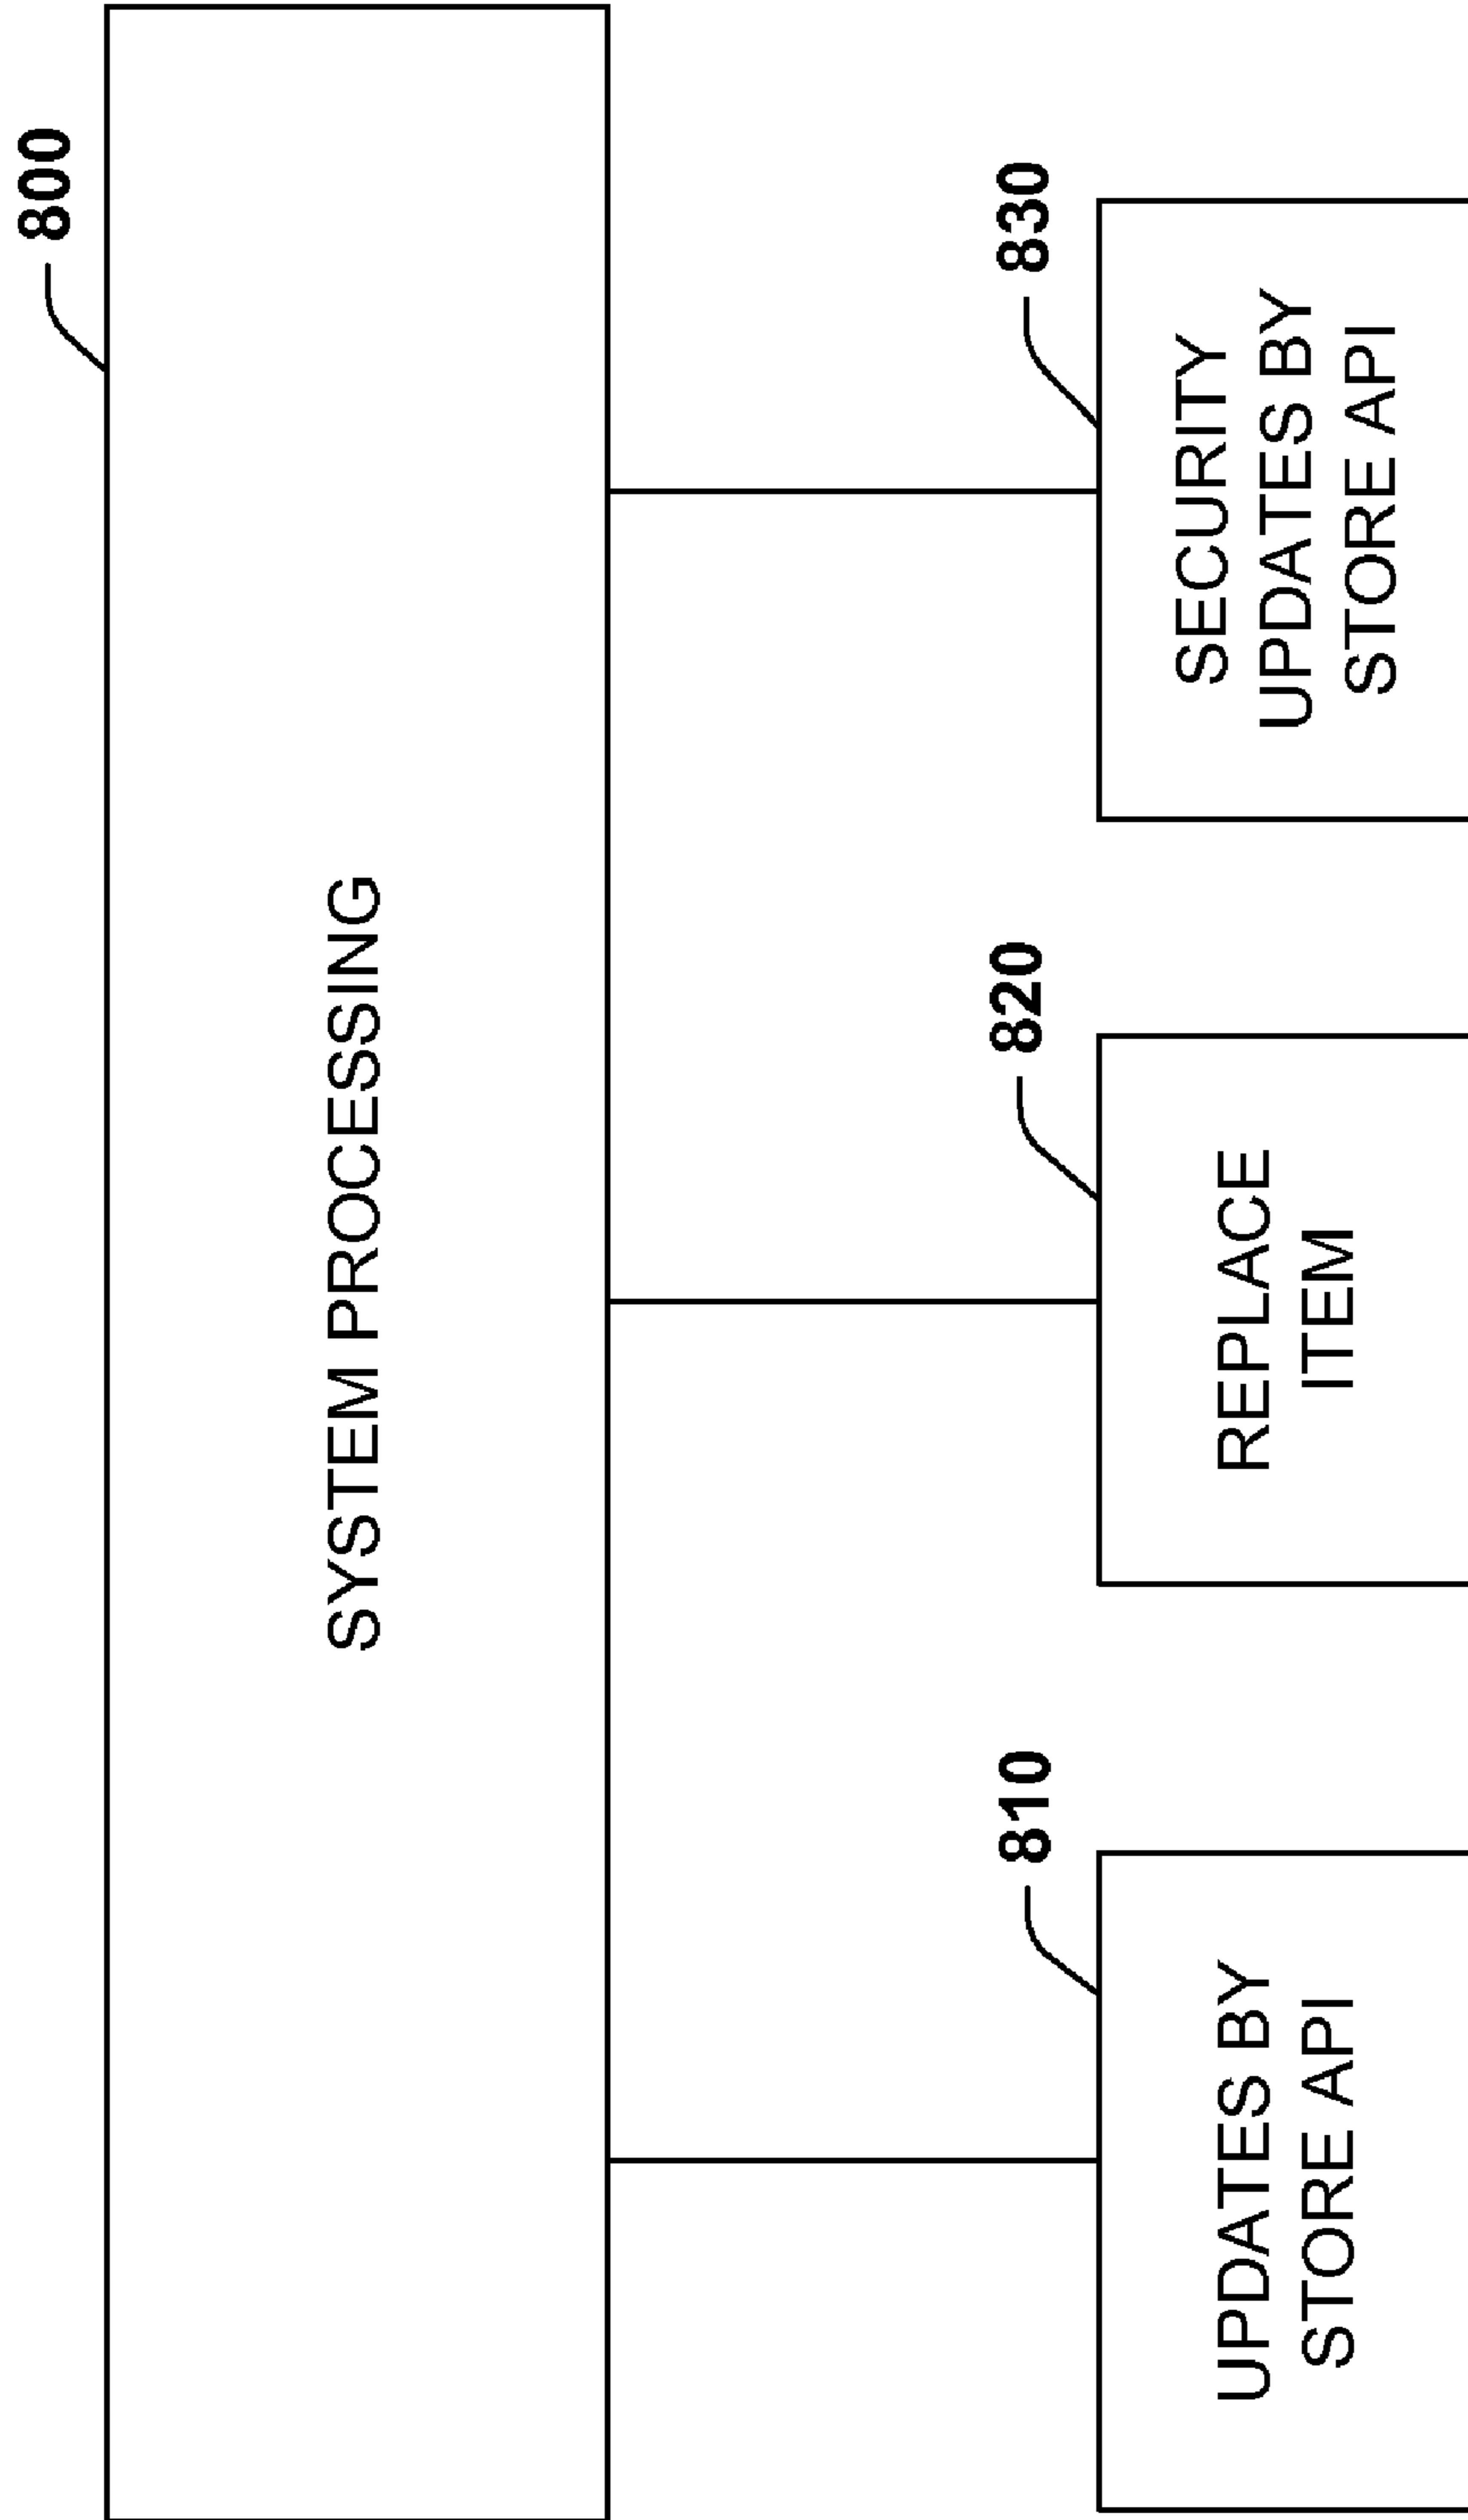 800
SYSTEM PROCESSING
810
UPDATES BY
STORE API
820
REPLACE
ITEM
830
SECURITY
UPDATES BY
STORE API